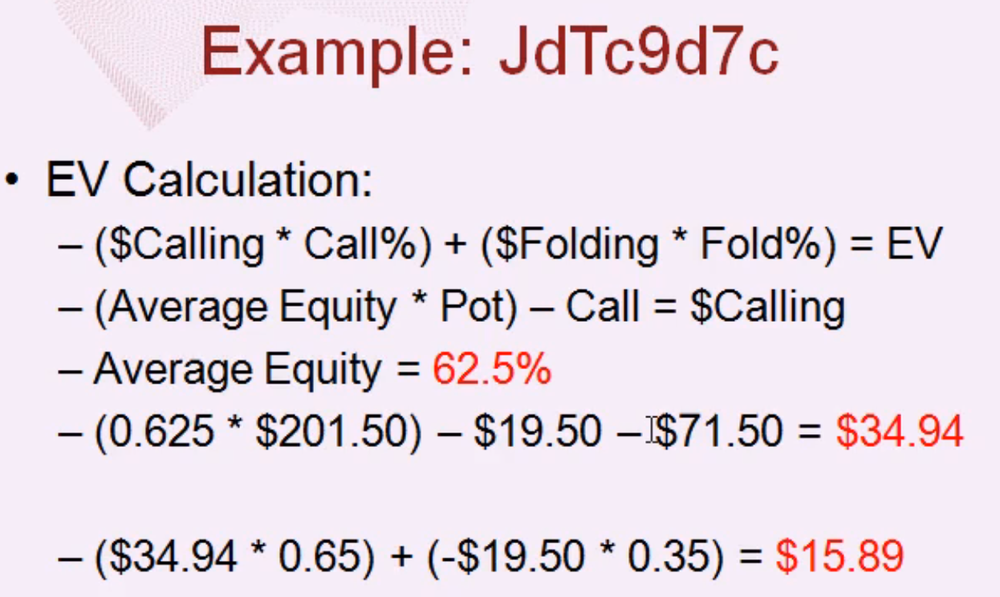 Example: JdTc9d7c
• EV Calculation:
– ($Calling * Call%) + ($Folding * Fold%) = EV
– (Average Equity * Pot) – Call = $Calling
– Average Equity = 62.5%
– (0.625 * $201.50) – $19.50 – $71.50 = $34.94
– ($34.94 * 0.65) + (-$19.50 * 0.35) = $15.89